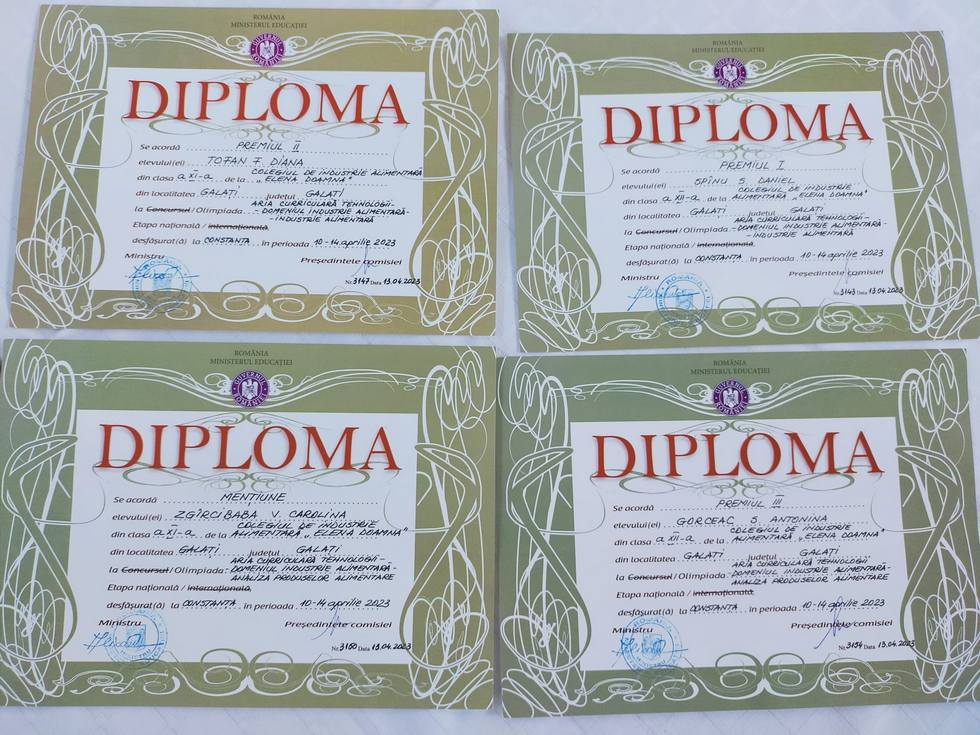 ROMÂNIA
MINISTERUL EDUCAȚIEI
GUVERNUL ROMÂNIEI
DIPLOMA
Se acordă PREMIUL II
elevului(ei) TOFAN F. DIANA
din clasa a XI-a de la COLEGIUL DE INDUSTRIE ALIMENTARĂ
„ELENA DOAMNA"
din localitatea GALAȚI județul GALAȚI
la Concursul/Olimpiada ARIA CURRICULARĂ TEHNOLOGII-
DOMENIUL INDUSTRIE ALIMENTARĂ-
-INDUSTRIE ALIMENTARĂ
Etapa națională / internațională,
desfășurat(ă) la CONSTANȚA în perioada 10-14 aprilie 2023
Ministru
Președintele comisiei
Nr. 3147 Data 13.04.2023
ROMÂNIA
MINISTERUL EDUCAȚIEI
GUVERNUL ROMÂNIEI
DIPLOMA
Se acordă PREMIUL I
elevului(ei) SPÎNU S. DANIEL
din clasa a XII-a de la COLEGIUL DE INDUSTRIE
ALIMENTARĂ „ELENA DOAMNA"
din localitatea GALAȚI județul GALAȚI
la Concursul/Olimpiada ARIA CURRICULARĂ TEHNOLOGII-
-DOMENIUL INDUSTRIE ALIMENTARĂ-
-INDUSTRIE ALIMENTARĂ
Etapa națională / internațională,
desfășurat(ă) la CONSTANȚA în perioada 10-14 aprilie 2023
Ministru
Președintele comisiei
Nr. 3143 Data 13.04.2023
ROMÂNIA
MINISTERUL EDUCAȚIEI
GUVERNUL ROMÂNIEI
DIPLOMA
Se acordă MENȚIUNE
elevului(ei) ZGÎRCIBABA V. CAROLINA
din clasa a XI-a de la COLEGIUL DE INDUSTRIE
ALIMENTARĂ „ELENA DOAMNA"
din localitatea GALAȚI județul GALAȚI
la Concursul/Olimpiada ARIA CURRICULARĂ TEHNOLOGII-
-DOMENIUL INDUSTRIE ALIMENTARĂ-
ANALIZA PRODUSELOR ALIMENTARE
Etapa națională / internațională,
desfășurat(ă) la CONSTANȚA în perioada 10-14 aprilie 2023
Ministru
Președintele comisiei
Nr. 3160 Data 13.04.2023
ROMÂNIA
MINISTERUL EDUCAȚIEI
GUVERNUL ROMÂNIEI
DIPLOMA
Se acordă PREMIUL III
elevului(ei) GORCEAC S. ANTONINA
din clasa a XII-a de la COLEGIUL DE INDUSTRIE
ALIMENTARĂ „ELENA DOAMNA"
din localitatea GALAȚI județul GALAȚI
la Concursul/Olimpiada ARIA CURRICULARĂ TEHNOLOGII
DOMENIUL INDUSTRIE ALIMENTARĂ-
ANALIZA PRODUSELOR ALIMENTARE
Etapa națională / internațională,
desfășurat(ă) la CONSTANȚA în perioada 10-14 aprilie 2023
Ministru
Președintele comisiei
Nr. 3154 Data 13.04.2023